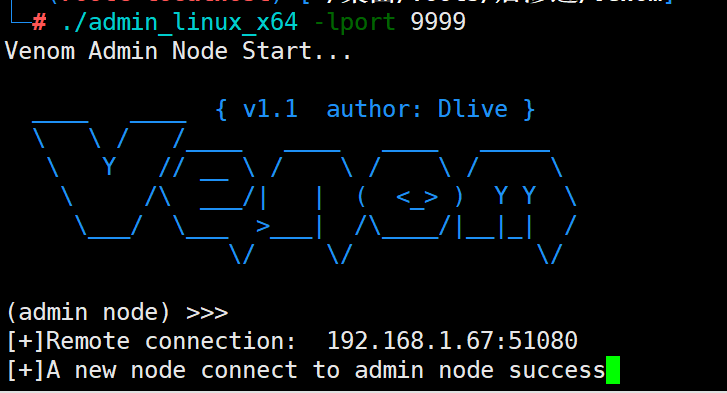 └─# ./admin_linux_x64 -lport 9999
Venom Admin Node Start...
{ v1.1  author: Dlive }
(admin node) >>>
[+]Remote connection:  192.168.1.67:51080
[+]A new node connect to admin node success